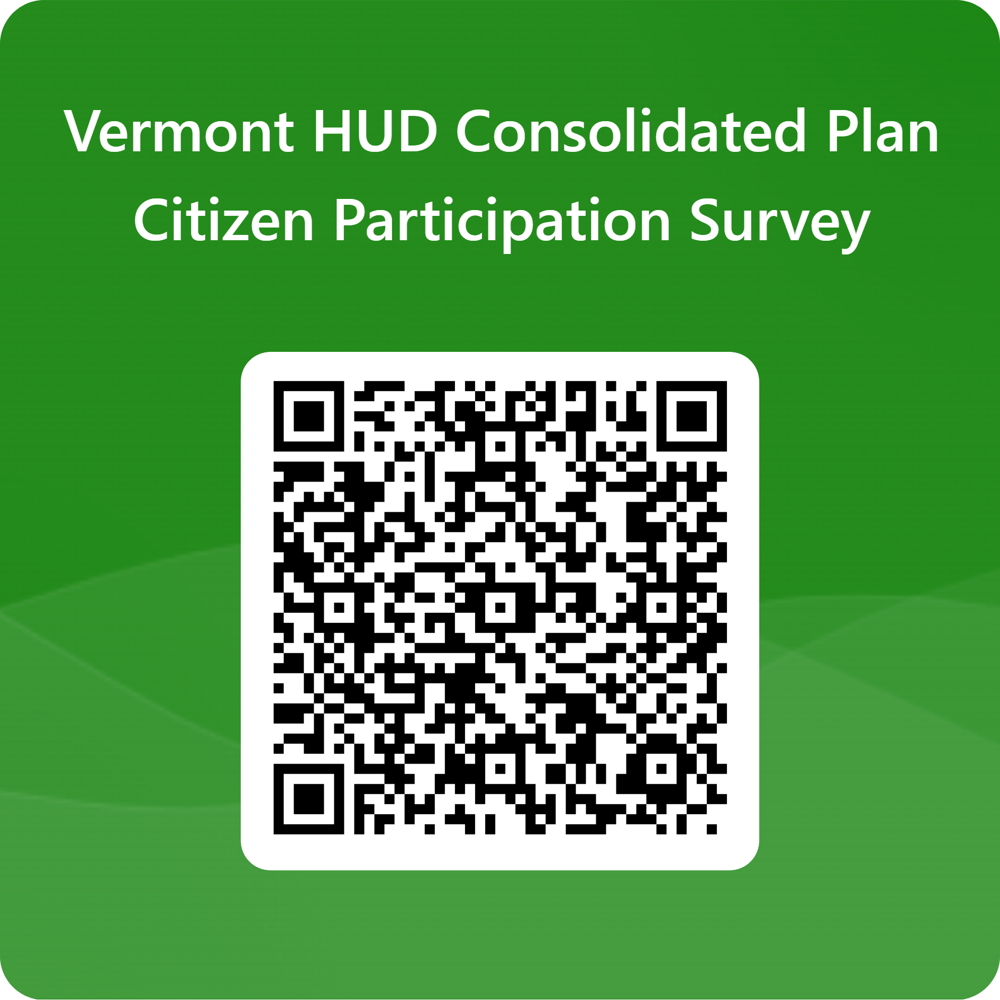 Vermont HUD Consolidated Plan
Citizen Participation Survey